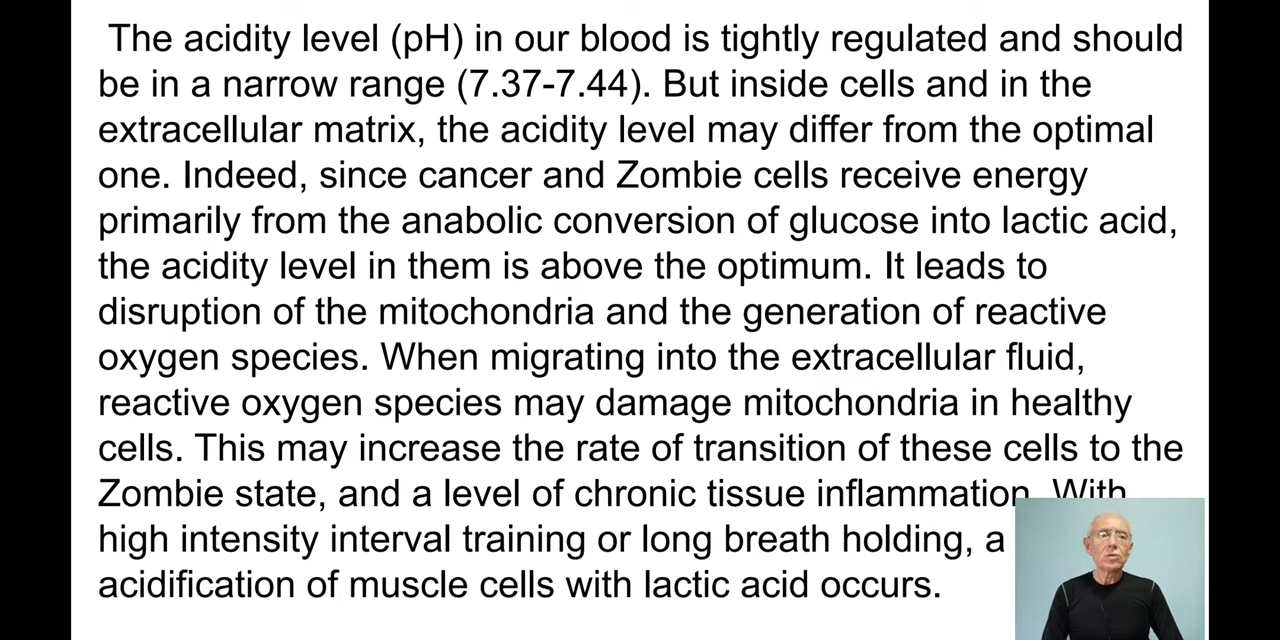 The acidity level (pH) in our blood is tightly regulated and should
be in a narrow range (7.37-7.44). But inside cells and in the
extracellular matrix, the acidity level may differ from the optimal
one. Indeed, since cancer and Zombie cells receive energy
primarily from the anabolic conversion of glucose into lactic acid,
the acidity level in them is above the optimum. It leads to
disruption of the mitochondria and the generation of reactive
oxygen species. When migrating into the extracellular fluid,
reactive oxygen species may damage mitochondria in healthy
cells. This may increase the rate of transition of these cells to the
Zombie state, and a level of chronic tissue inflammation. With
high intensity interval training or long breath holding, a
acidification of muscle cells with lactic acid occurs.